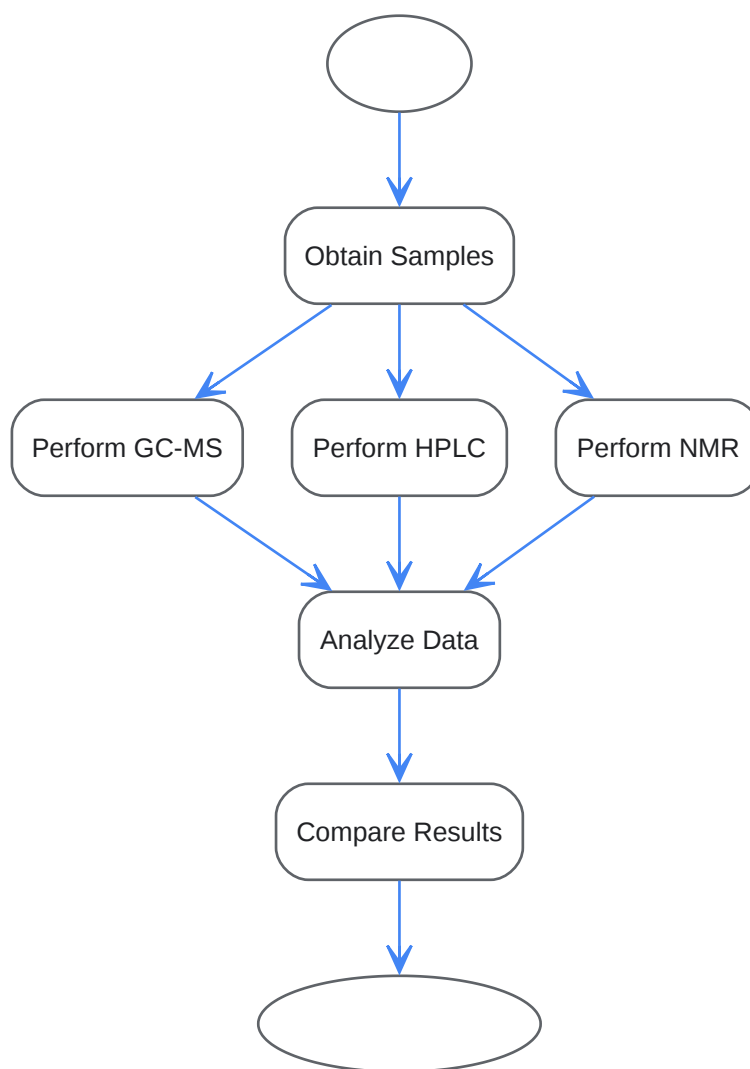 Obtain Samples
Perform GC-MS
Perform HPLC
Perform NMR
Analyze Data
Compare Results